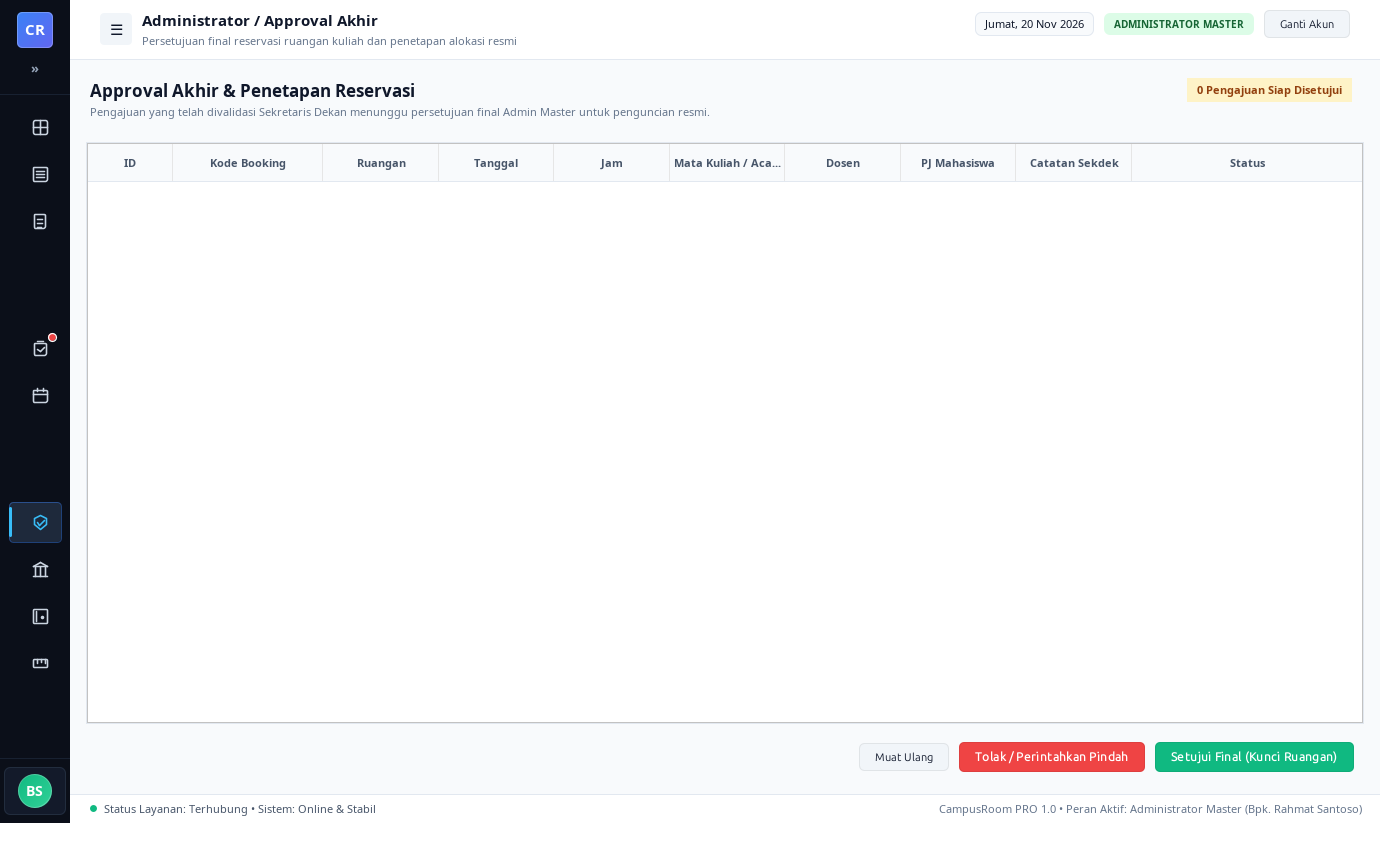 CR
»
☰
Administrator / Approval Akhir
Persetujuan final reservasi ruangan kuliah dan penetapan alokasi resmi
Jumat, 20 Nov 2026
ADMINISTRATOR MASTER
Ganti Akun
Approval Akhir & Penetapan Reservasi
Pengajuan yang telah divalidasi Sekretaris Dekan menunggu persetujuan final Admin Master untuk penguncian resmi.
0 Pengajuan Siap Disetujui
ID
Kode Booking
Ruangan
Tanggal
Jam
Mata Kuliah / Aca...
Dosen
PJ Mahasiswa
Catatan Sekdek
Status
Muat Ulang
Tolak / Perintahkan Pindah
Setujui Final (Kunci Ruangan)
BS
Status Layanan: Terhubung • Sistem: Online & Stabil
CampusRoom PRO 1.0 • Peran Aktif: Administrator Master (Bpk. Rahmat Santoso)